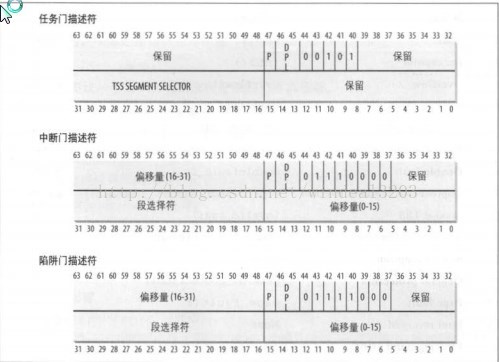 任务门描述符
63 62 61 60 59 58 57 56 55 54 53 52 51 50 49 48 47 46 45 44 43 42 41 40 39 38 37 36 35 34 33 32
保留 P DPL 0 0 1 0 1 保留
TSS SEGMENT SELECTOR 保留
31 30 29 28 27 26 25 24 23 22 21 20 19 18 17 16 15 14 13 12 11 10 9 8 7 6 5 4 3 2 1 0
中断门描述符
63 62 61 60 59 58 57 56 55 54 53 52 51 50 49 48 47 46 45 44 43 42 41 40 39 38 37 36 35 34 33 32
偏移量 (16-31) P DPL 0 1 1 1 0 0 0 0 保留
段选择符 偏移量(0-15)
31 30 29 28 27 26 25 24 23 22 21 20 19 18 17 16 15 14 13 12 11 10 9 8 7 6 5 4 3 2 1 0
陷阱门描述符
63 62 61 60 59 58 57 56 55 54 53 52 51 50 49 48 47 46 45 44 43 42 41 40 39 38 37 36 35 34 33 32
偏移量 (16-31) P DPL 0 1 1 1 1 0 0 0 保留
段选择符 偏移量 (0-15)
31 30 29 28 27 26 25 24 23 22 21 20 19 18 17 16 15 14 13 12 11 10 9 8 7 6 5 4 3 2 1 0